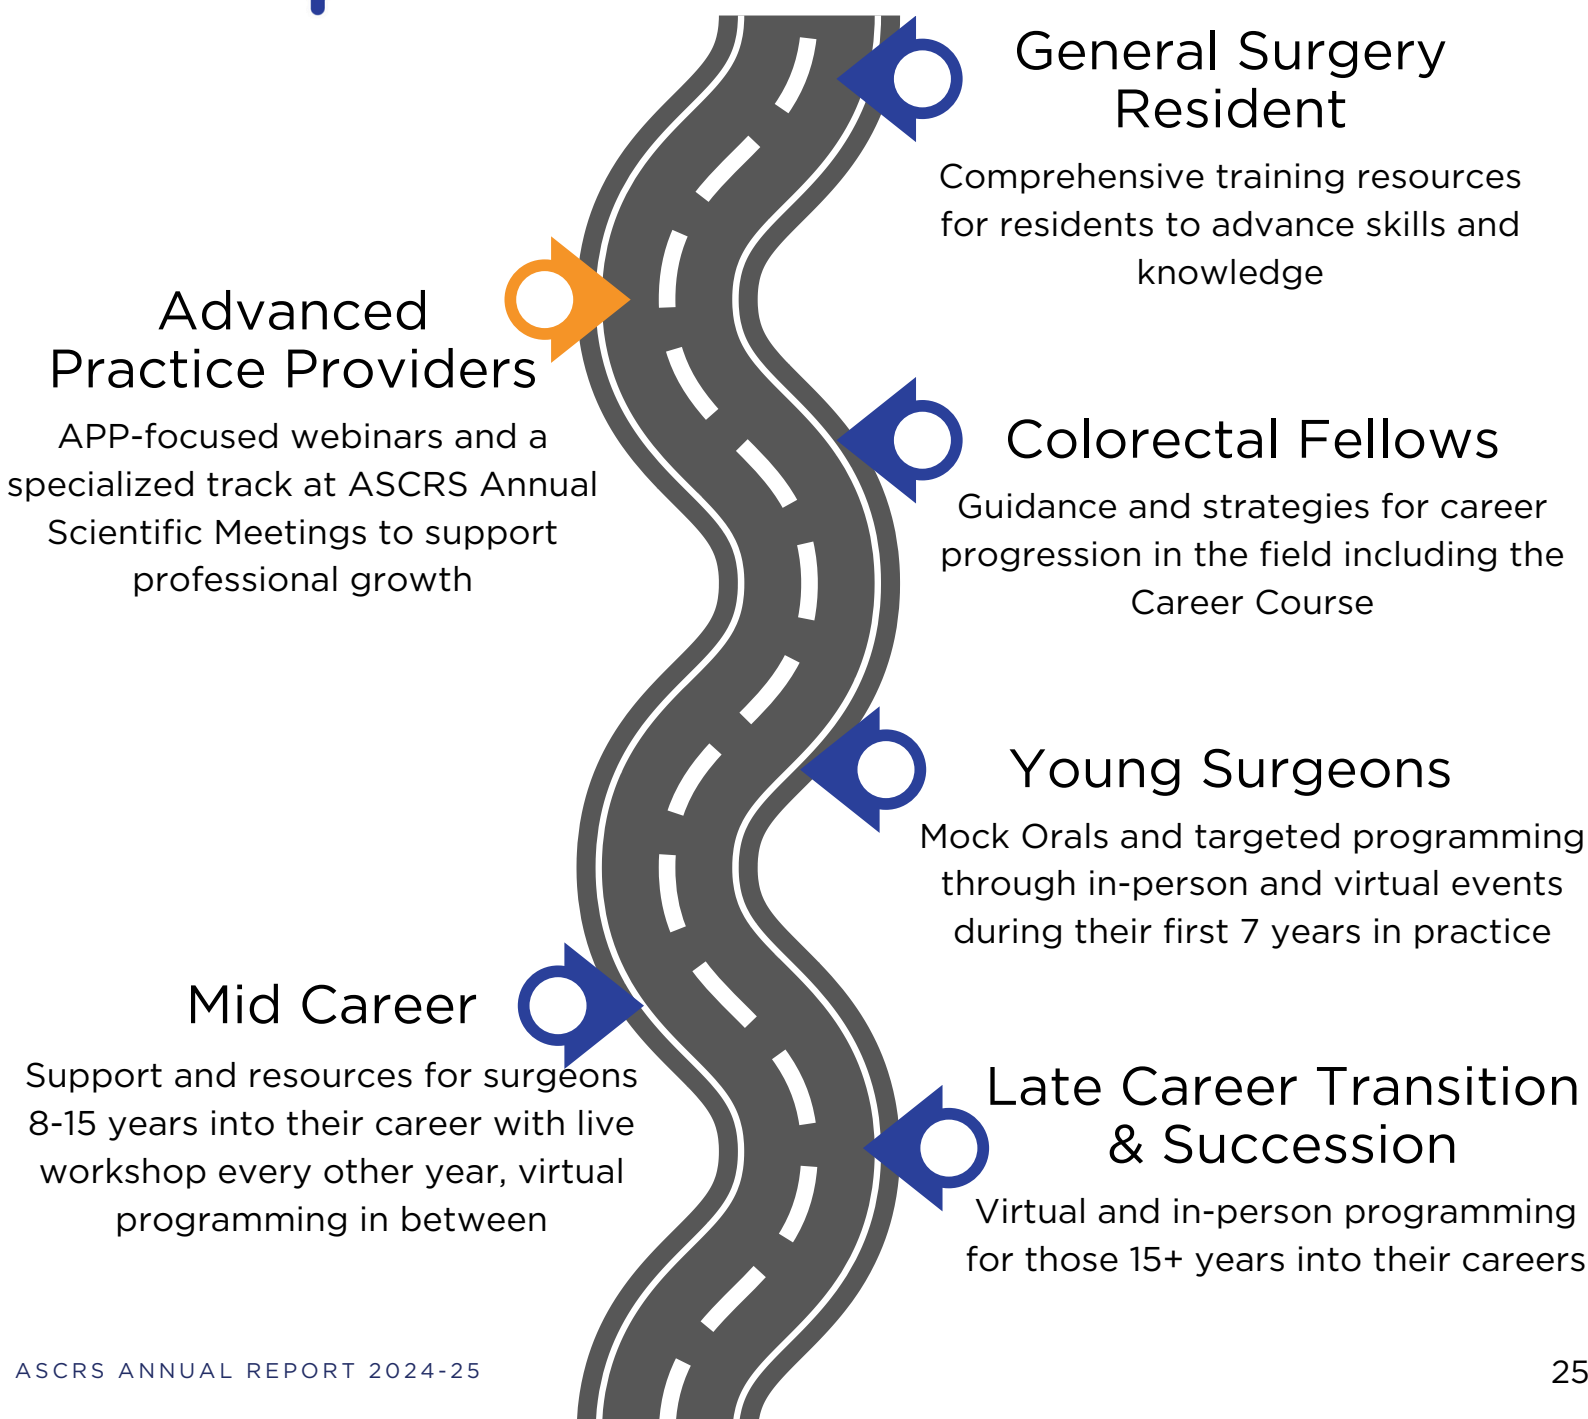 General Surgery
Resident
Comprehensive training resources
for residents to advance skills and
knowledge
Advanced
Practice Providers
APP-focused webinars and a
specialized track at ASCRS Annual
Scientific Meetings to support
professional growth
Colorectal Fellows
Guidance and strategies for career
progression in the field including the
Career Course
Young Surgeons
Mock Orals and targeted programming
through in-person and virtual events
during their first 7 years in practice
Mid Career
Support and resources for surgeons
8-15 years into their career with live
workshop every other year, virtual
programming in between
Late Career Transition
& Succession
Virtual and in-person programming
for those 15+ years into their careers
ASCRS ANNUAL REPORT 2024-25
25